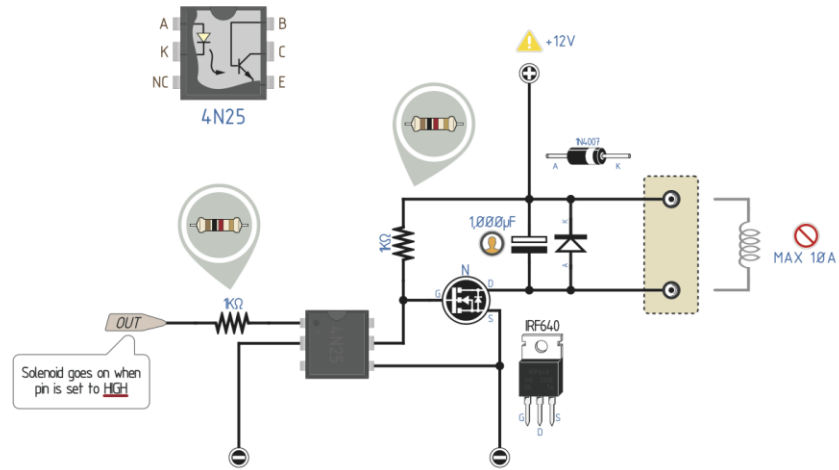 A
K
NC
B
C
E
4N25
+12V
1N4007
A
K
1,000µF
1KΩ
K
A
MAX 10A
N
G
D
S
1KΩ
OUT
4N25
IRF640
Solenoid goes on when
pin is set to HIGH
G
D
S